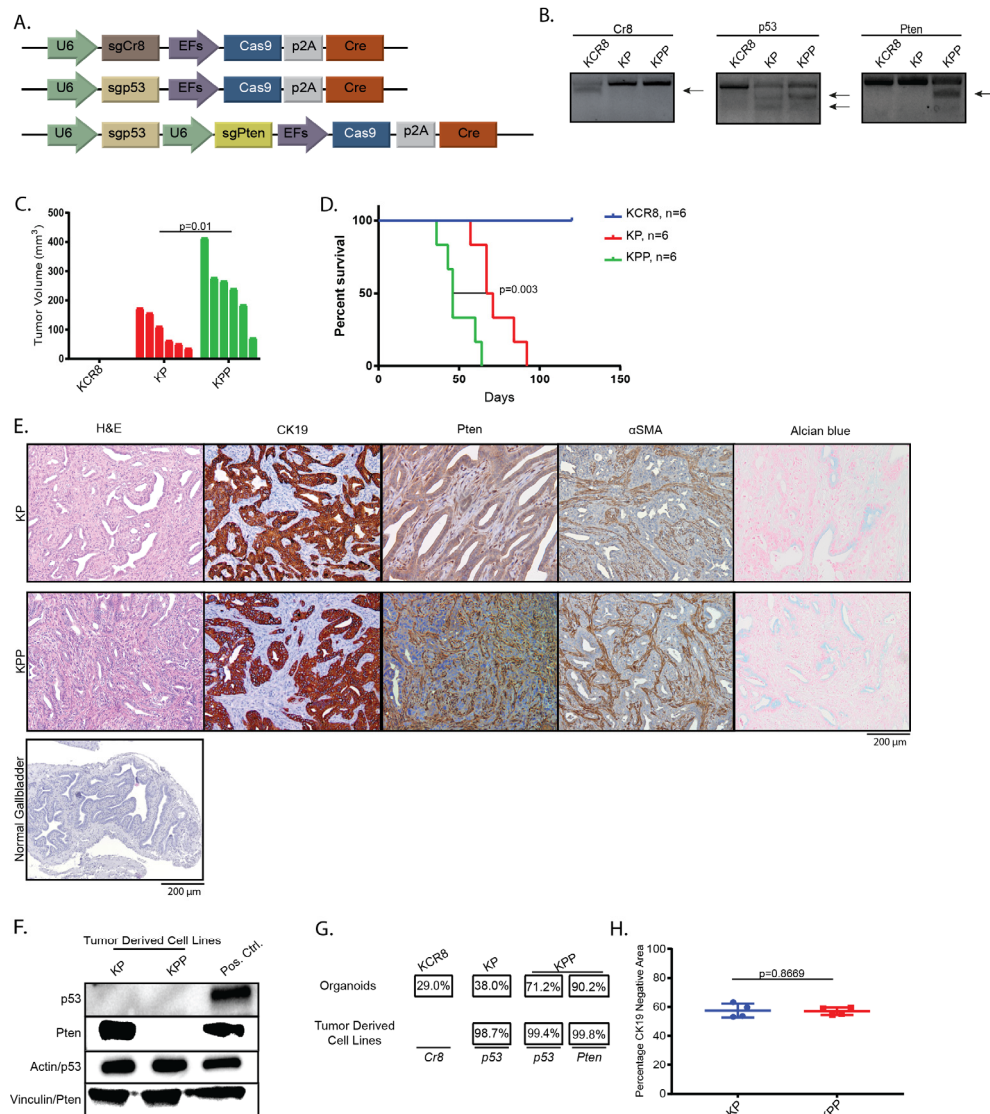 A.
U6 sgCr8 EFs Cas9 p2A Cre
U6 sgp53 EFs Cas9 p2A Cre
U6 sgp53 U6 sgPten EFs Cas9 p2A Cre
B.
Cr8 p53 Pten
KCR8 KP KPP KCR8 KP KPP KCR8 KP KPP
C.
Tumor Volume (mm3)
500
400
300
200
100
0
p=0.01
KCR8 KP KPP
D.
Percent survival
100
50
0
p=0.003
0 50 100 150
Days
KCR8, n=6
KP, n=6
KPP, n=6
E.
H&E CK19 Pten αSMA Alcian blue
KP
KPP
200 µm
Normal Gallbladder
200 µm
F.
Tumor Derived Cell Lines
KP KPP Pos. Ctrl.
p53
Pten
Actin/p53
Vinculin/Pten
G.
KCR8 KP KPP
Organoids 29.0% 38.0% 71.2% 90.2%
Tumor Derived
Cell Lines
98.7% 99.4% 99.8%
Cr8 p53 p53 Pten
H.
Percentage CK19 Negative Area
100
80
60
40
20
0
p=0.8669
KP KPP